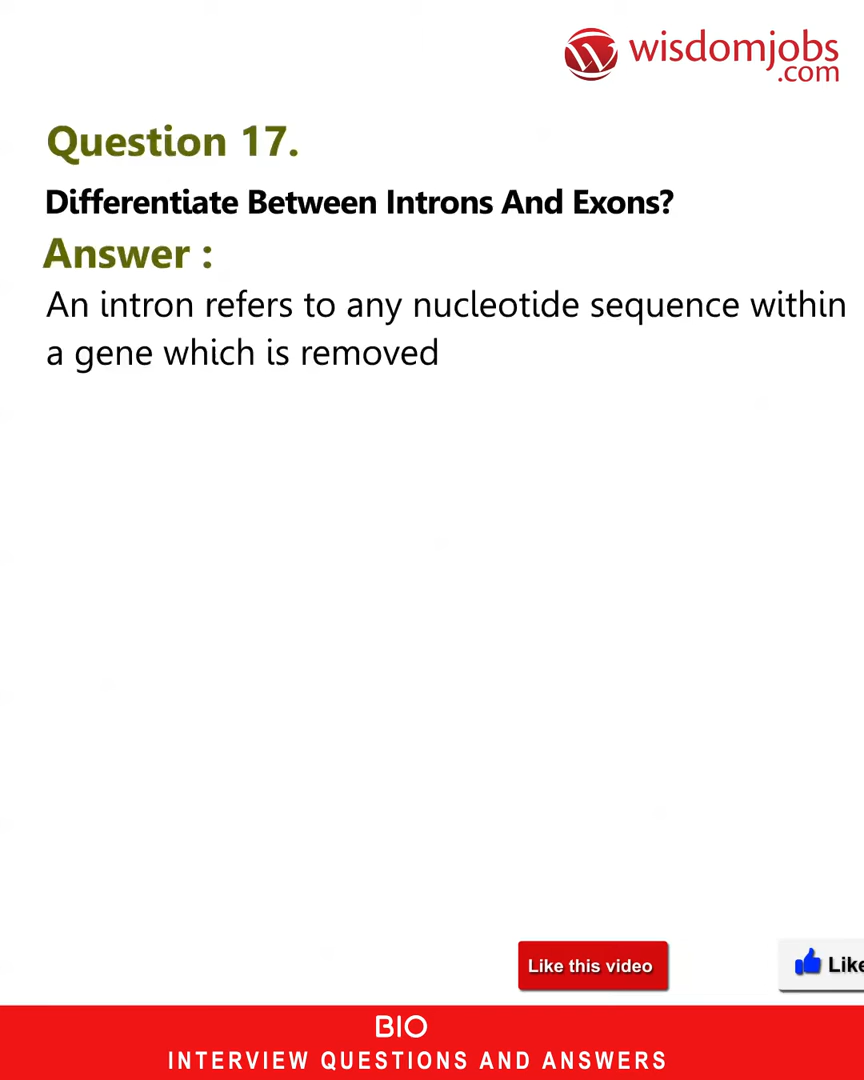 wisdomjobs
.com
Question 17.
Differentiate Between Introns And Exons?
Answer :
An intron refers to any nucleotide sequence within
a gene which is removed
Like this video
Like
BIO
INTERVIEW QUESTIONS AND ANSWERS